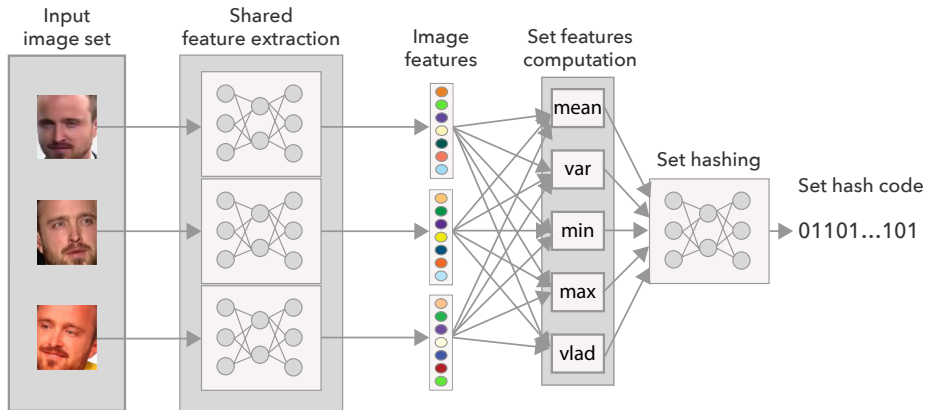 Input
image set
Shared
feature extraction
Image
features
Set features
computation
mean
var
min
max
vlad
Set hashing
Set hash code
01101...101